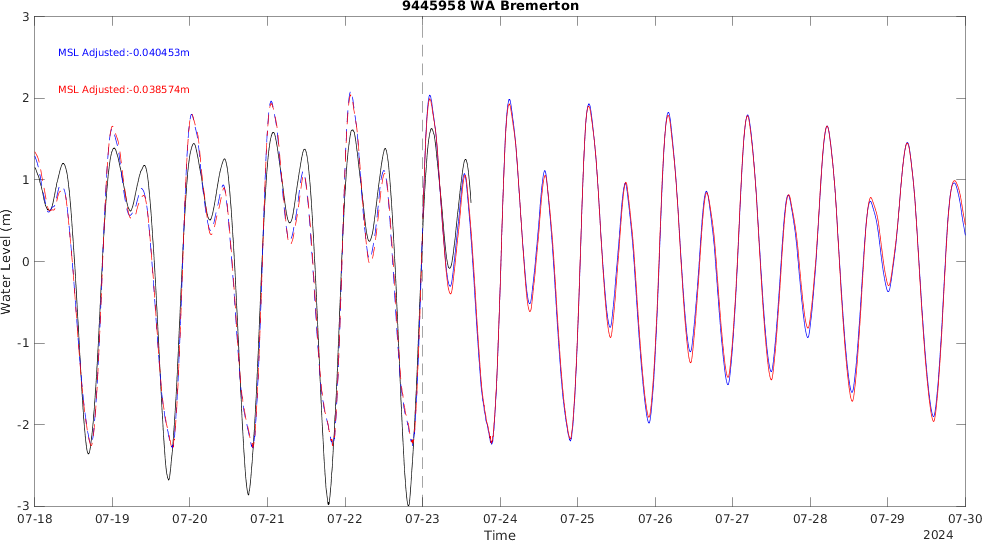 9445958 WA Bremerton
3
MSL Adjusted:-0.040453m
MSL Adjusted:-0.038574m
2
1
0
-1
-2
-3
Water Level (m)
07-18 07-19 07-20 07-21 07-22 07-23 07-24 07-25 07-26 07-27 07-28 07-29 07-30
Time
2024